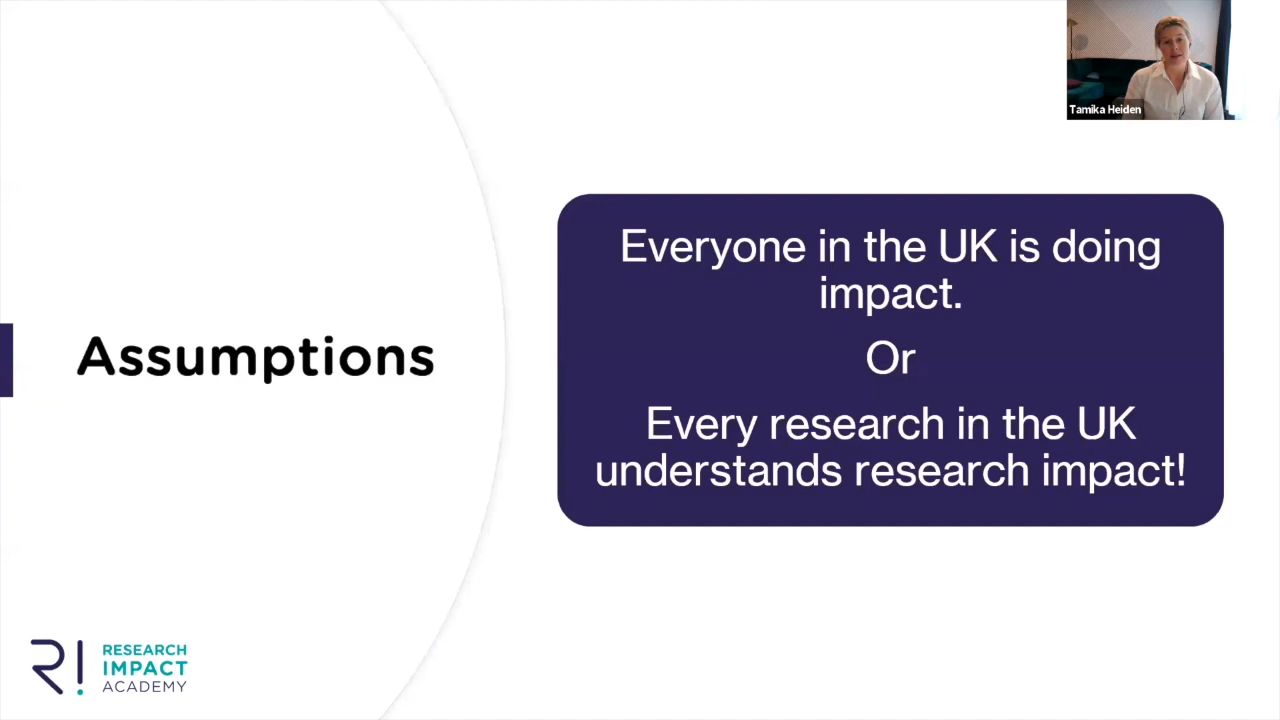 Tamika Heiden
Assumptions
Everyone in the UK is doing
impact.
Or
Every research in the UK
understands research impact!
R!
RESEARCH
IMPACT
ACADEMY